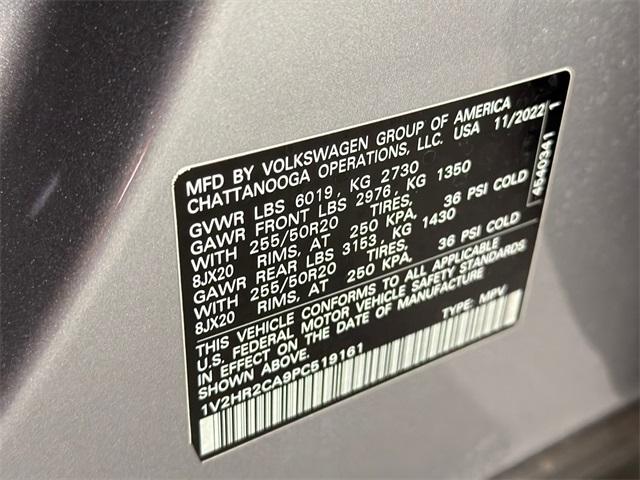 MFD BY VOLKSWAGEN GROUP OF AMERICA
CHATTANOOGA OPERATIONS, LLC. USA 11/2022
GVWR LBS 6019, KG 2730
GAWR FRONT LBS 2976, KG 1350
WITH 255/50R20 TIRES, 36 PSI COLD
8JX20 RIMS, AT 250 KPA,
GAWR REAR LBS 3153, KG 1430
WITH 255/50R20 TIRES, 36 PSI COLD
8JX20 RIMS, AT 250 KPA,
THIS VEHICLE CONFORMS TO ALL APPLICABLE
U.S. FEDERAL MOTOR VEHICLE SAFETY STANDARDS
IN EFFECT ON THE DATE OF MANUFACTURE
SHOWN ABOVE. TYPE: MPV
1V2HR2CA9PC519161
4540341 1